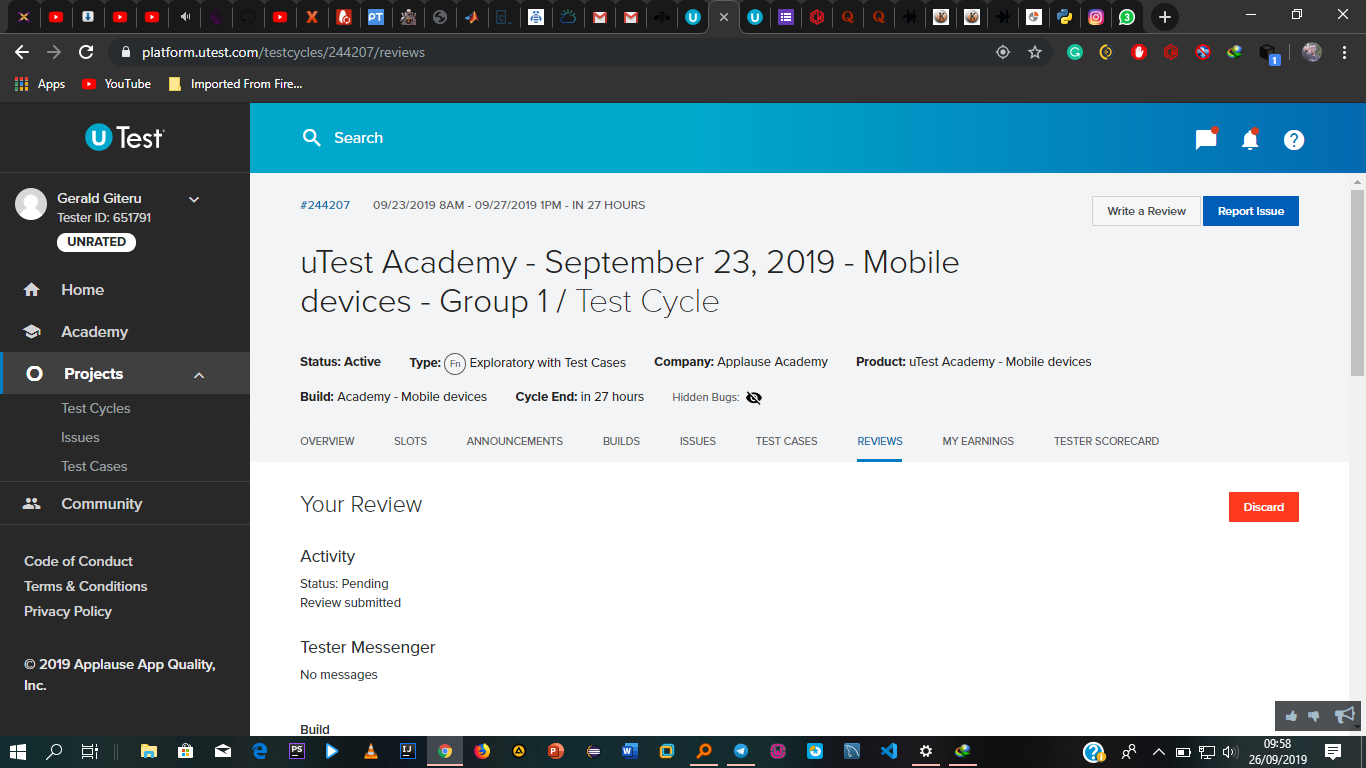 PT
3
platform.utest.com/testcycles/244207/reviews
1
Apps
YouTube
Imported From Fire...
U Test
Search
Gerald Giteru
Tester ID: 651791
UNRATED
Home
Academy
Projects
Test Cycles
Issues
Test Cases
Community
Code of Conduct
Terms & Conditions
Privacy Policy
© 2019 Applause App Quality,
Inc.
#244207 09/23/2019 8AM - 09/27/2019 1PM - IN 27 HOURS
Write a Review
Report Issue
uTest Academy - September 23, 2019 - Mobile
devices - Group 1 / Test Cycle
Status: Active Type: Fn Exploratory with Test Cases Company: Applause Academy Product: uTest Academy - Mobile devices
Build: Academy - Mobile devices Cycle End: in 27 hours Hidden Bugs:
OVERVIEW SLOTS ANNOUNCEMENTS BUILDS ISSUES TEST CASES REVIEWS MY EARNINGS TESTER SCORECARD
Your Review
Discard
Activity
Status: Pending
Review submitted
Tester Messenger
No messages
Build
PS
IJ
09:58
26/09/2019